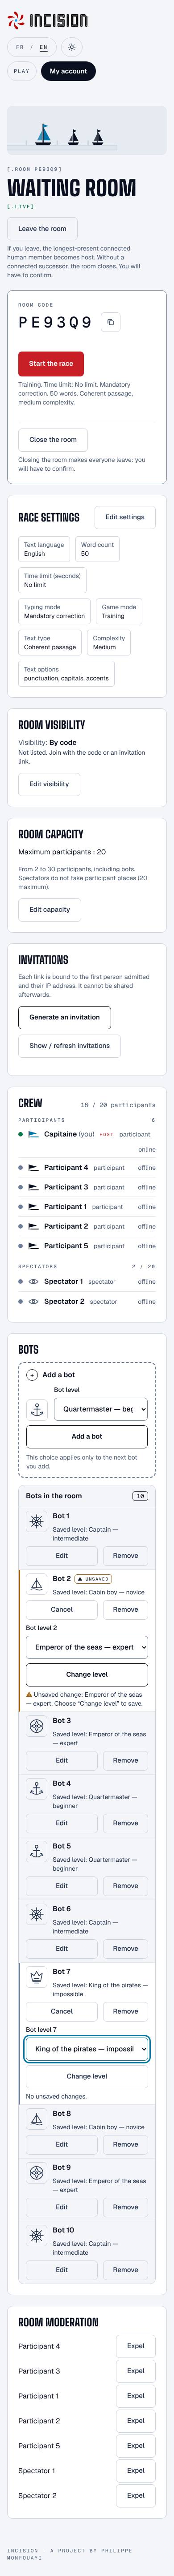 INCISION
FR / EN
PLAY
My account
[.ROOM PE93Q9]
WAITING ROOM
[.LIVE]
Leave the room
If you leave, the longest-present connected
human member becomes host. Without a
connected successor, the room closes. You will
have to confirm.
ROOM CODE
PE93Q9
Start the race
Training. Time limit: No limit. Mandatory
correction. 50 words. Coherent passage,
medium complexity.
Close the room
Closing the room makes everyone leave: you
will have to confirm.
RACE SETTINGS
Edit settings
Text language
English
Word count
50
Time limit (seconds)
No limit
Typing mode
Mandatory correction
Game mode
Training
Text type
Coherent passage
Complexity
Medium
Text options
punctuation, capitals, accents
ROOM VISIBILITY
Visibility: By code
Not listed. Join with the code or an invitation
link.
Edit visibility
ROOM CAPACITY
Maximum participants : 20
From 2 to 30 participants, including bots.
Spectators do not take participant places (20
maximum).
Edit capacity
INVITATIONS
Each link is bound to the first person admitted
and their IP address. It cannot be shared
afterwards.
Generate an invitation
Show / refresh invitations
CREW
16 / 20 participants
PARTICIPANTS 6
Capitaine (you) HOST participant
online
Participant 4 participant offline
Participant 3 participant offline
Participant 1 participant offline
Participant 2 participant offline
Participant 5 participant offline
SPECTATORS 2 / 20
Spectator 1 spectator offline
Spectator 2 spectator offline
BOTS
+ Add a bot
Bot level
Quartermaster — beg
Add a bot
This choice applies only to the next bot
you add.
Bots in the room 10
Bot 1
Saved level: Captain —
intermediate
Edit Remove
Bot 2 UNSAVED
Saved level: Cabin boy — novice
Cancel Remove
Bot level 2
Emperor of the seas — expert
Change level
Unsaved change: Emperor of the
seas — expert. Choose “Change level” to save.
Bot 3
Saved level: Emperor of the seas
— expert
Edit Remove
Bot 4
Saved level: Quartermaster —
beginner
Edit Remove
Bot 5
Saved level: Quartermaster —
beginner
Edit Remove
Bot 6
Saved level: Captain —
intermediate
Edit Remove
Bot 7
Saved level: King of the pirates —
impossible
Cancel Remove
Bot level 7
King of the pirates — impossil
Change level
No unsaved changes.
Bot 8
Saved level: Cabin boy — novice
Edit Remove
Bot 9
Saved level: Emperor of the seas
— expert
Edit Remove
Bot 10
Saved level: Captain —
intermediate
Edit Remove
ROOM MODERATION
Participant 4 Expel
Participant 3 Expel
Participant 1 Expel
Participant 2 Expel
Participant 5 Expel
Spectator 1 Expel
Spectator 2 Expel
INCISION · A PROJECT BY PHILIPPE
MONFOUAYI